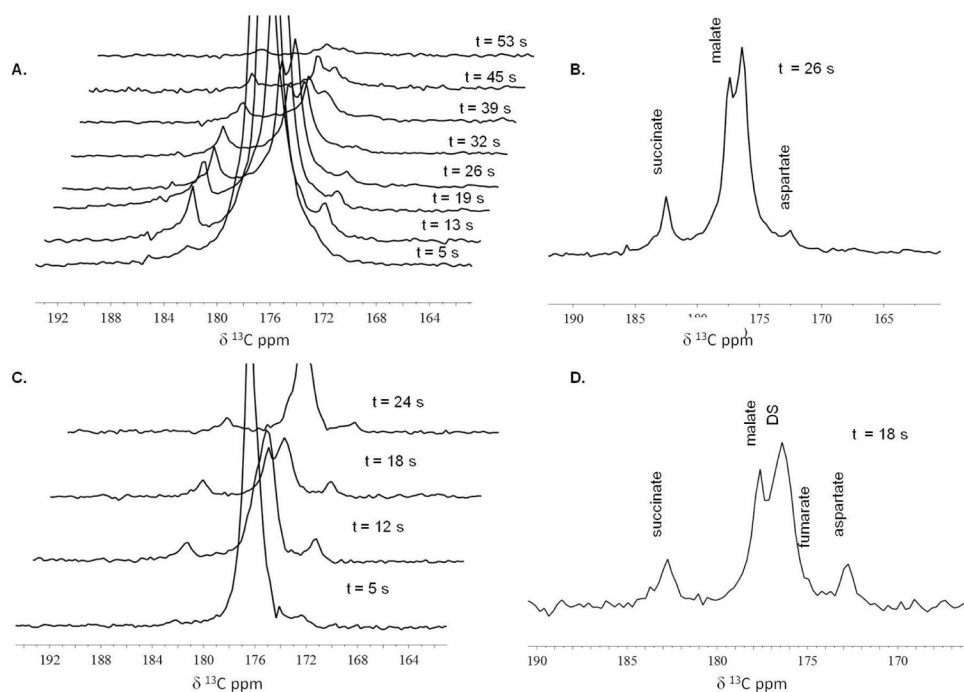 A.
t = 53 s
t = 45 s
t = 39 s
t = 32 s
t = 26 s
t = 19 s
t = 13 s
t = 5 s
192 188 184 180 176 172 168 164
δ ¹³C ppm
B.
malate
t = 26 s
succinate
aspartate
190 185 175 170 165
δ ¹³C ppm
C.
t = 24 s
t = 18 s
t = 12 s
t = 5 s
192 188 184 180 176 172 168 164
δ ¹³C ppm
D.
malate
DS
t = 18 s
succinate
fumarate
aspartate
190 185 180 175 170
δ ¹³C ppm